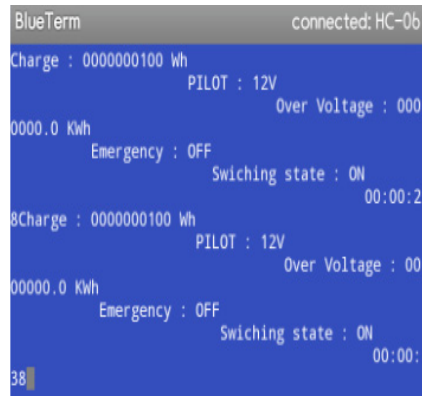 BlueTerm connected: HC-06
Charge : 0000000100 Wh
PILOT : 12V
Over Voltage : 000
0000.0 KWh
Emergency : OFF
Swiching state : ON
00:00:2
8Charge : 0000000100 Wh
PILOT : 12V
Over Voltage : 00
00000.0 KWh
Emergency : OFF
Swiching state : ON
00:00:
38